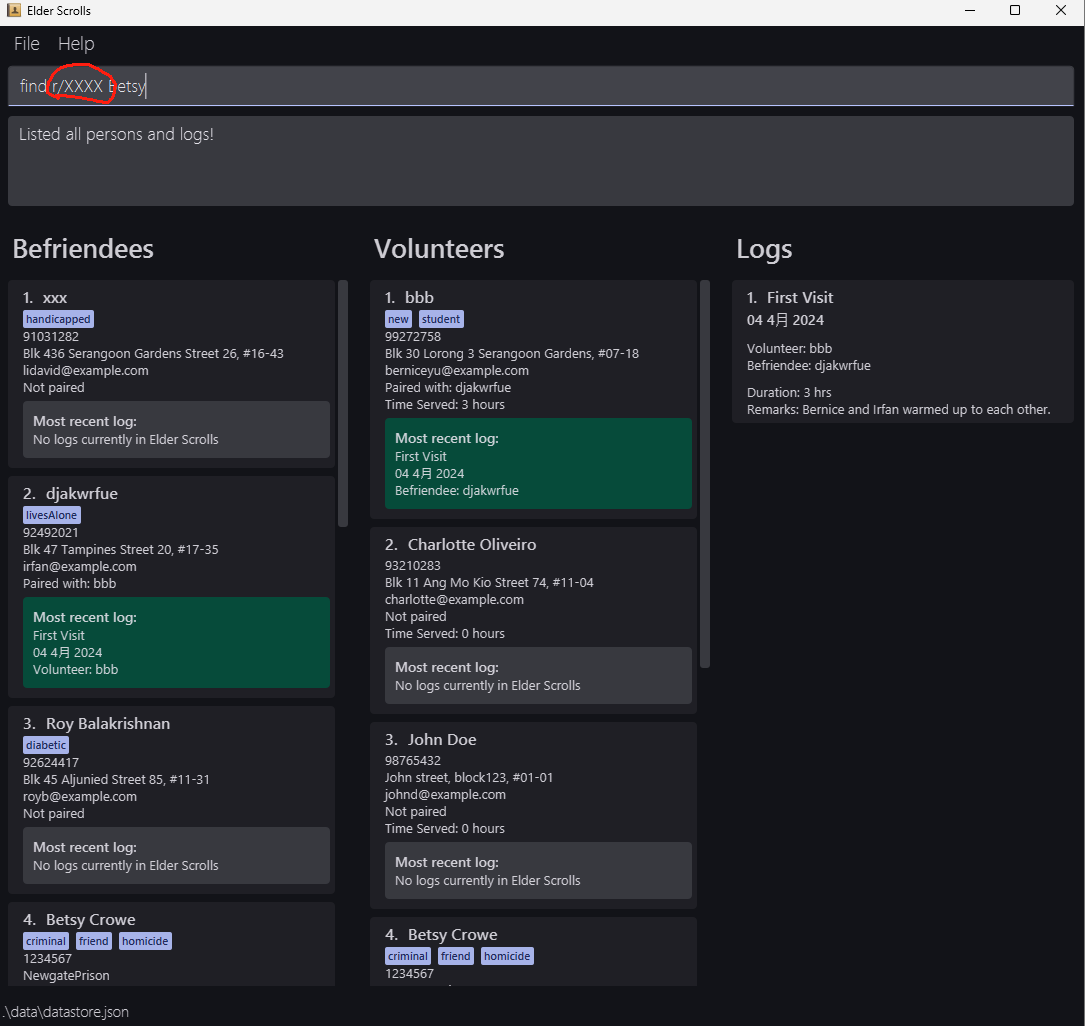 Elder Scrolls
File Help
find r/XXXX Betsy
Listed all persons and logs!
Befriendees
1. xxx
handicapped
91031282
Blk 436 Serangoon Gardens Street 26, #16-43
lidavid@example.com
Not paired
Most recent log:
No logs currently in Elder Scrolls
2. djakwrfue
livesAlone
92492021
Blk 47 Tampines Street 20, #17-35
irfan@example.com
Paired with: bbb
Most recent log:
First Visit
04 4月 2024
Volunteer: bbb
3. Roy Balakrishnan
diabetic
92624417
Blk 45 Aljunied Street 85, #11-31
royb@example.com
Not paired
Most recent log:
No logs currently in Elder Scrolls
4. Betsy Crowe
criminal friend homicide
1234567
NewgatePrison
Volunteers
1. bbb
new student
99272758
Blk 30 Lorong 3 Serangoon Gardens, #07-18
berniceyu@example.com
Paired with: djakwrfue
Time Served: 3 hours
Most recent log:
First Visit
04 4月 2024
Befriendee: djakwrfue
2. Charlotte Oliveiro
93210283
Blk 11 Ang Mo Kio Street 74, #11-04
charlotte@example.com
Not paired
Time Served: 0 hours
Most recent log:
No logs currently in Elder Scrolls
3. John Doe
98765432
John street, block123, #01-01
johnd@example.com
Not paired
Time Served: 0 hours
Most recent log:
No logs currently in Elder Scrolls
4. Betsy Crowe
criminal friend homicide
1234567
Logs
1. First Visit
04 4月 2024
Volunteer: bbb
Befriendee: djakwrfue
Duration: 3 hrs
Remarks: Bernice and Irfan warmed up to each other.
.\data\datastore.json